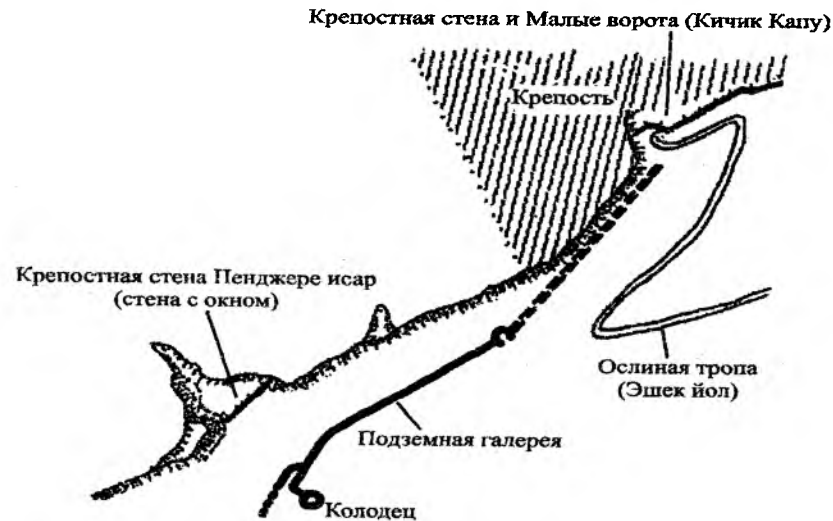 Крепостная стена и Малые ворота (Кичик Капу)
Крепость
Крепостная стена Пенджере исар
(стена с окном)
Ослиная тропа
(Эшек йол)
Подземная галерея
Колодец